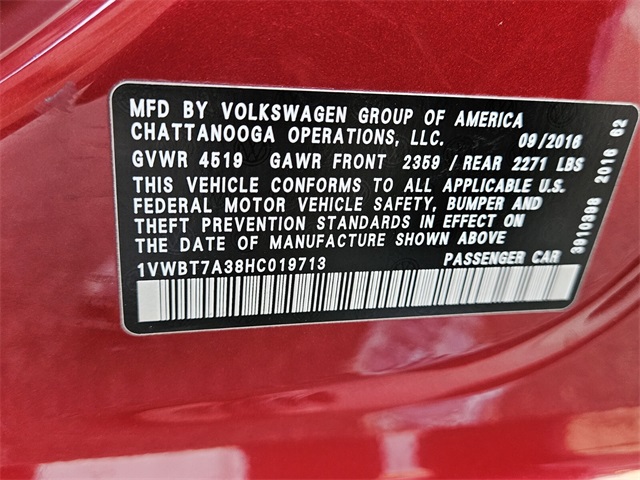 MFD BY VOLKSWAGEN GROUP OF AMERICA
CHATTANOOGA OPERATIONS, LLC. 09/2016
GVWR 4519 GAWR FRONT 2359 / REAR 2271 LBS
THIS VEHICLE CONFORMS TO ALL APPLICABLE U.S.
FEDERAL MOTOR VEHICLE SAFETY, BUMPER AND
THEFT PREVENTION STANDARDS IN EFFECT ON
THE DATE OF MANUFACTURE SHOWN ABOVE
1VWBT7A38HC019713 PASSENGER CAR
3910398 2016 62